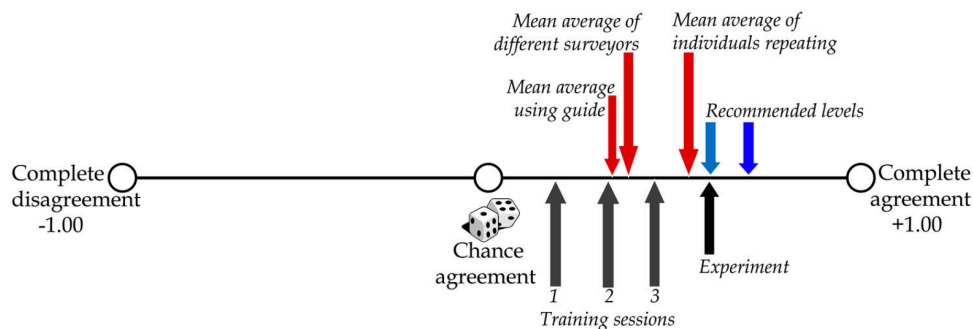 Mean average of
different surveyors
Mean average of
individuals repeating
Mean average
using guide
Recommended levels
Complete
disagreement
-1.00
Complete
agreement
+1.00
Chance
agreement
Experiment
1 2 3
Training sessions